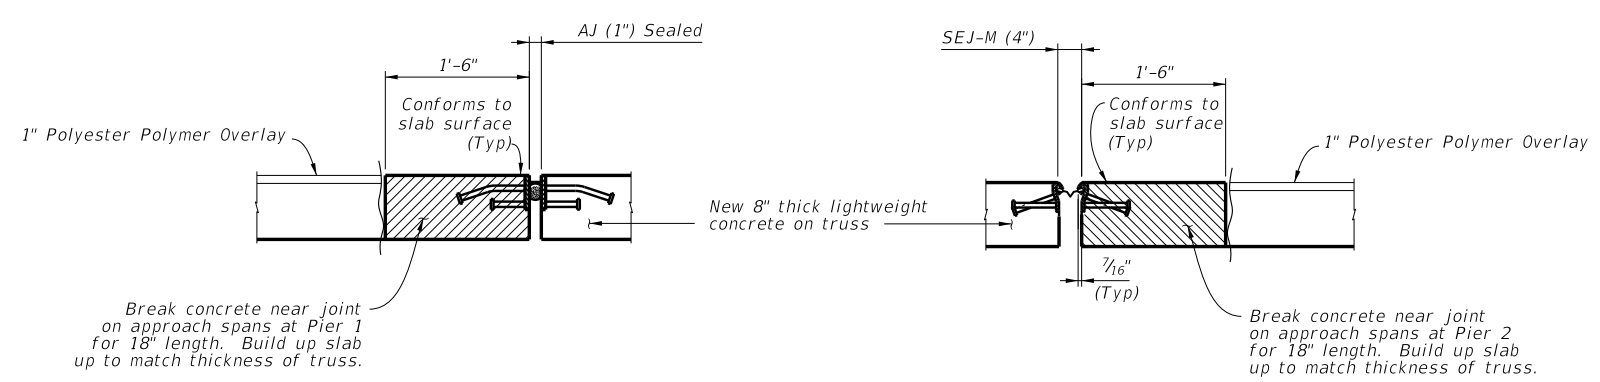 AJ (1") Sealed
1'-6"
Conforms to
slab surface
(Typ)
1" Polyester Polymer Overlay
Break concrete near joint
on approach spans at Pier 1
for 18" length. Build up slab
up to match thickness of truss.
New 8" thick lightweight
concrete on truss
SEJ-M (4")
1'-6"
Conforms to
slab surface
(Typ)
1" Polyester Polymer Overlay
7/16"
(Typ)
Break concrete near joint
on approach spans at Pier 2
for 18" length. Build up slab
up to match thickness of truss.